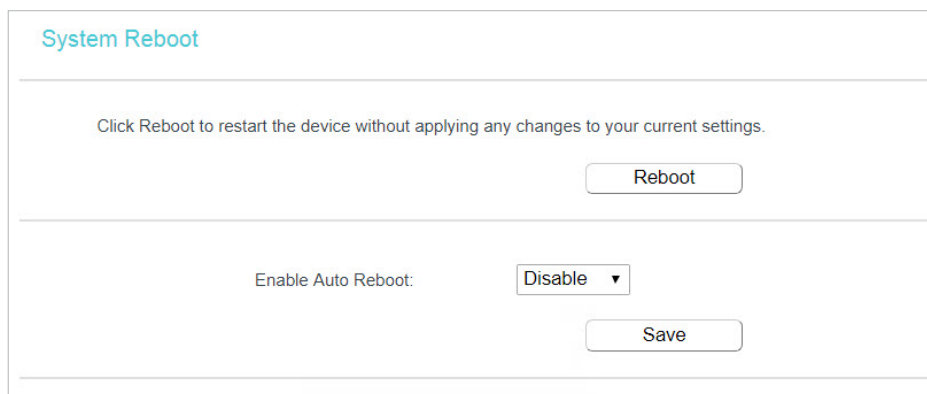 System Reboot
Click Reboot to restart the device without applying any changes to your current settings.
Reboot
Enable Auto Reboot: Disable
Save